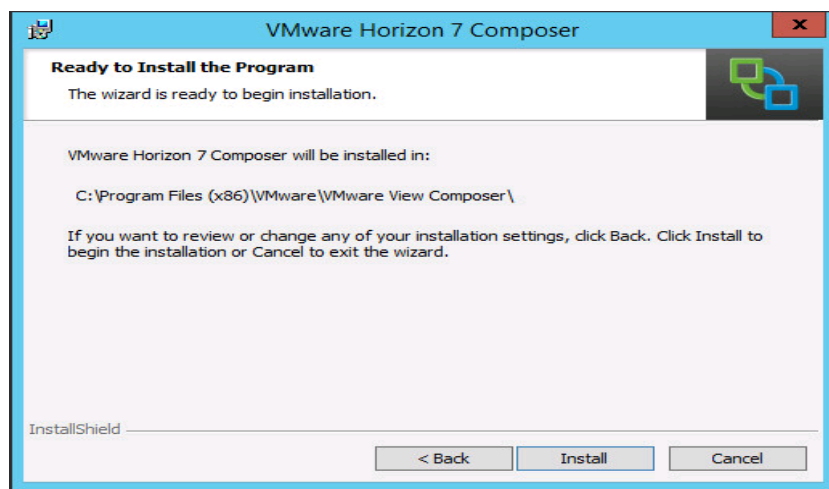 VMware Horizon 7 Composer
x
Ready to Install the Program
The wizard is ready to begin installation.
VMware Horizon 7 Composer will be installed in:
C:\Program Files (x86)\VMware\VMware View Composer\
If you want to review or change any of your installation settings, click Back. Click Install to
begin the installation or Cancel to exit the wizard.
InstallShield
< Back Install Cancel